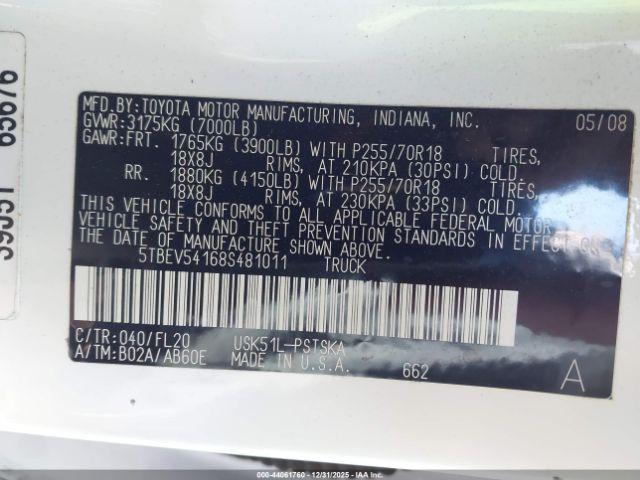 MFD.BY:TOYOTA MOTOR MANUFACTURING, INDIANA, INC. 05/08
GVWR:3175KG (7000LB)
GAWR:FRT. 1765KG (3900LB) WITH P255/70R18 TIRES,
18X8J RIMS, AT 210KPA (30PSI) COLD.
RR. 1880KG (4150LB) WITH P255/70R18 TIRES,
18X8J RIMS, AT 230KPA (33PSI) COLD.
THIS VEHICLE CONFORMS TO ALL APPLICABLE FEDERAL MOTOR
VEHICLE SAFETY AND THEFT PREVENTION STANDARDS IN EFFECT ON
THE DATE OF MANUFACTURE SHOWN ABOVE.
5TBEV54168S481011 TRUCK
C/TR:040/FL20 USK51L-PSTSKA
A/TM:B02A/AB60E MADE IN U.S.A. 662 A
IAA 000-44061760 - 12/31/2025 - IAAI.COM